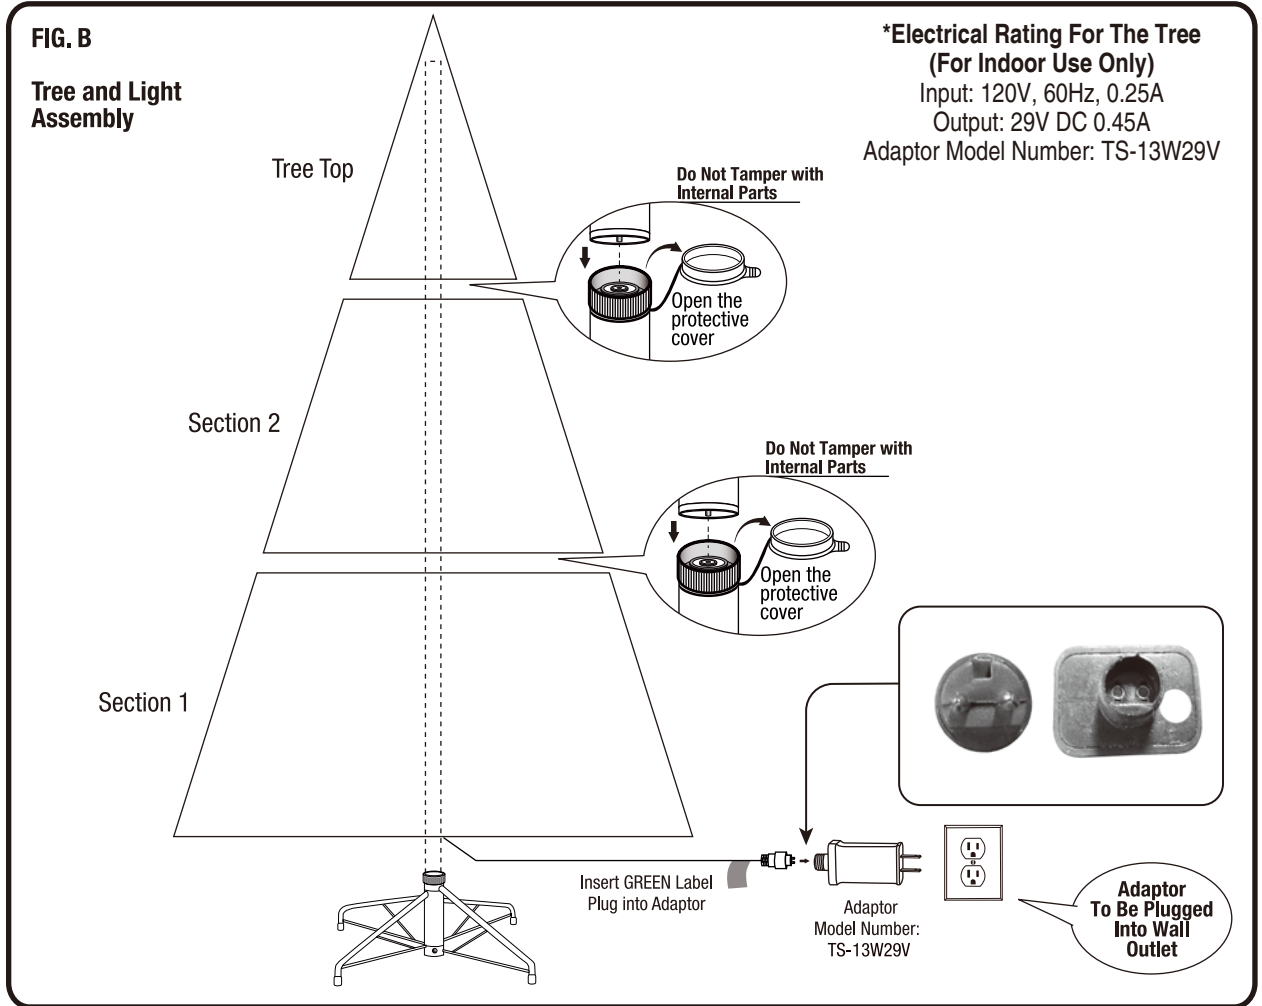 FIG. B
Tree and Light
Assembly
*Electrical Rating For The Tree
(For Indoor Use Only)
Input: 120V, 60Hz, 0.25A
Output: 29V DC 0.45A
Adaptor Model Number: TS-13W29V
Tree Top
Do Not Tamper with
Internal Parts
Open the
protective
cover
Section 2
Do Not Tamper with
Internal Parts
Open the
protective
cover
Section 1
Insert GREEN Label
Plug into Adaptor
Adaptor
Model Number:
TS-13W29V
Adaptor
To Be Plugged
Into Wall
Outlet